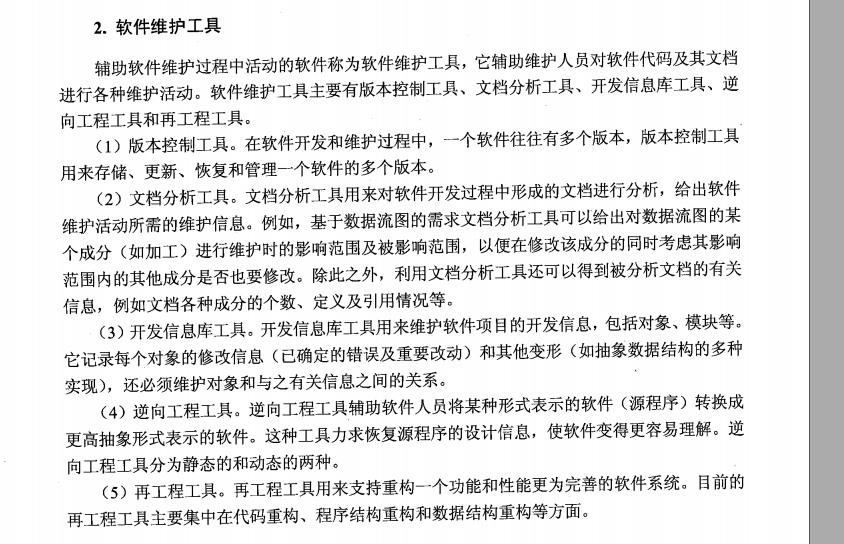 2. 软件维护工具
辅助软件维护过程中活动的软件称为软件维护工具，它辅助维护人员对软件代码及其文档
进行各种维护活动。软件维护工具主要有版本控制工具、文档分析工具、开发信息库工具、逆
向工程工具和再工程工具。
（1）版本控制工具。在软件开发和维护过程中，一个软件往往有多个版本，版本控制工具
用来存储、更新、恢复和管理一个软件的多个版本。
（2）文档分析工具。文档分析工具用来对软件开发过程中形成的文档进行分析，给出软件
维护活动所需的维护信息。例如，基于数据流图的需求文档分析工具可以给出对数据流图的某
个成分（如加工）进行维护时的影响范围及被影响范围，以便在修改该成分的同时考虑其影响
范围内的其他成分是否也要修改。除此之外，利用文档分析工具还可以得到被分析文档的有关
信息，例如文档各种成分的个数、定义及引用情况等。
（3）开发信息库工具。开发信息库工具用来维护软件项目的开发信息，包括对象、模块等。
它记录每个对象的修改信息（已确定的错误及重要改动）和其他变形（如抽象数据结构的多种
实现），还必须维护对象和与之有关信息之间的关系。
（4）逆向工程工具。逆向工程工具辅助软件人员将某种形式表示的软件（源程序）转换成
更高抽象形式表示的软件。这种工具力求恢复源程序的设计信息，使软件变得更容易理解。逆
向工程工具分为静态的和动态的两种。
（5）再工程工具。再工程工具用来支持重构一个功能和性能更为完善的软件系统。目前的
再工程工具主要集中在代码重构、程序结构重构和数据结构重构等方面。